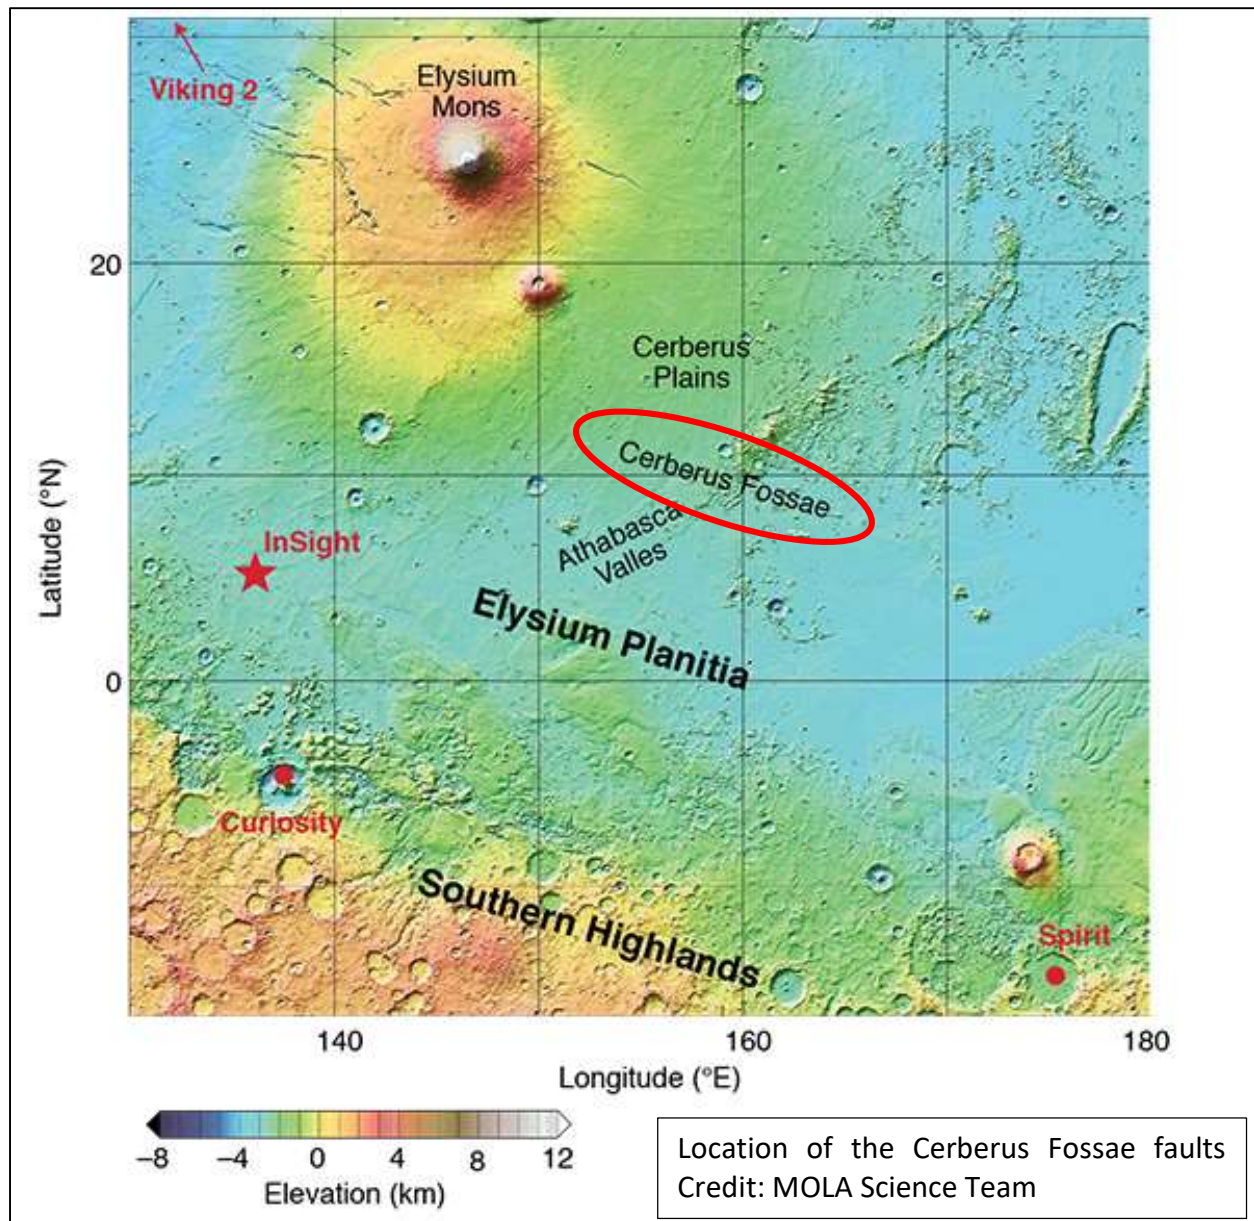 Viking 2
Elysium
Mons
20
Cerberus
Plains
Cerberus Fossae
Athabasca
Valles
InSight
Elysium Planitia
Latitude (°N)
0
Curiosity
Southern Highlands
Spirit
140
160
180
Longitude (°E)
–8
–4
0
4
8
12
Elevation (km)
Location of the Cerberus Fossae faults
Credit: MOLA Science Team